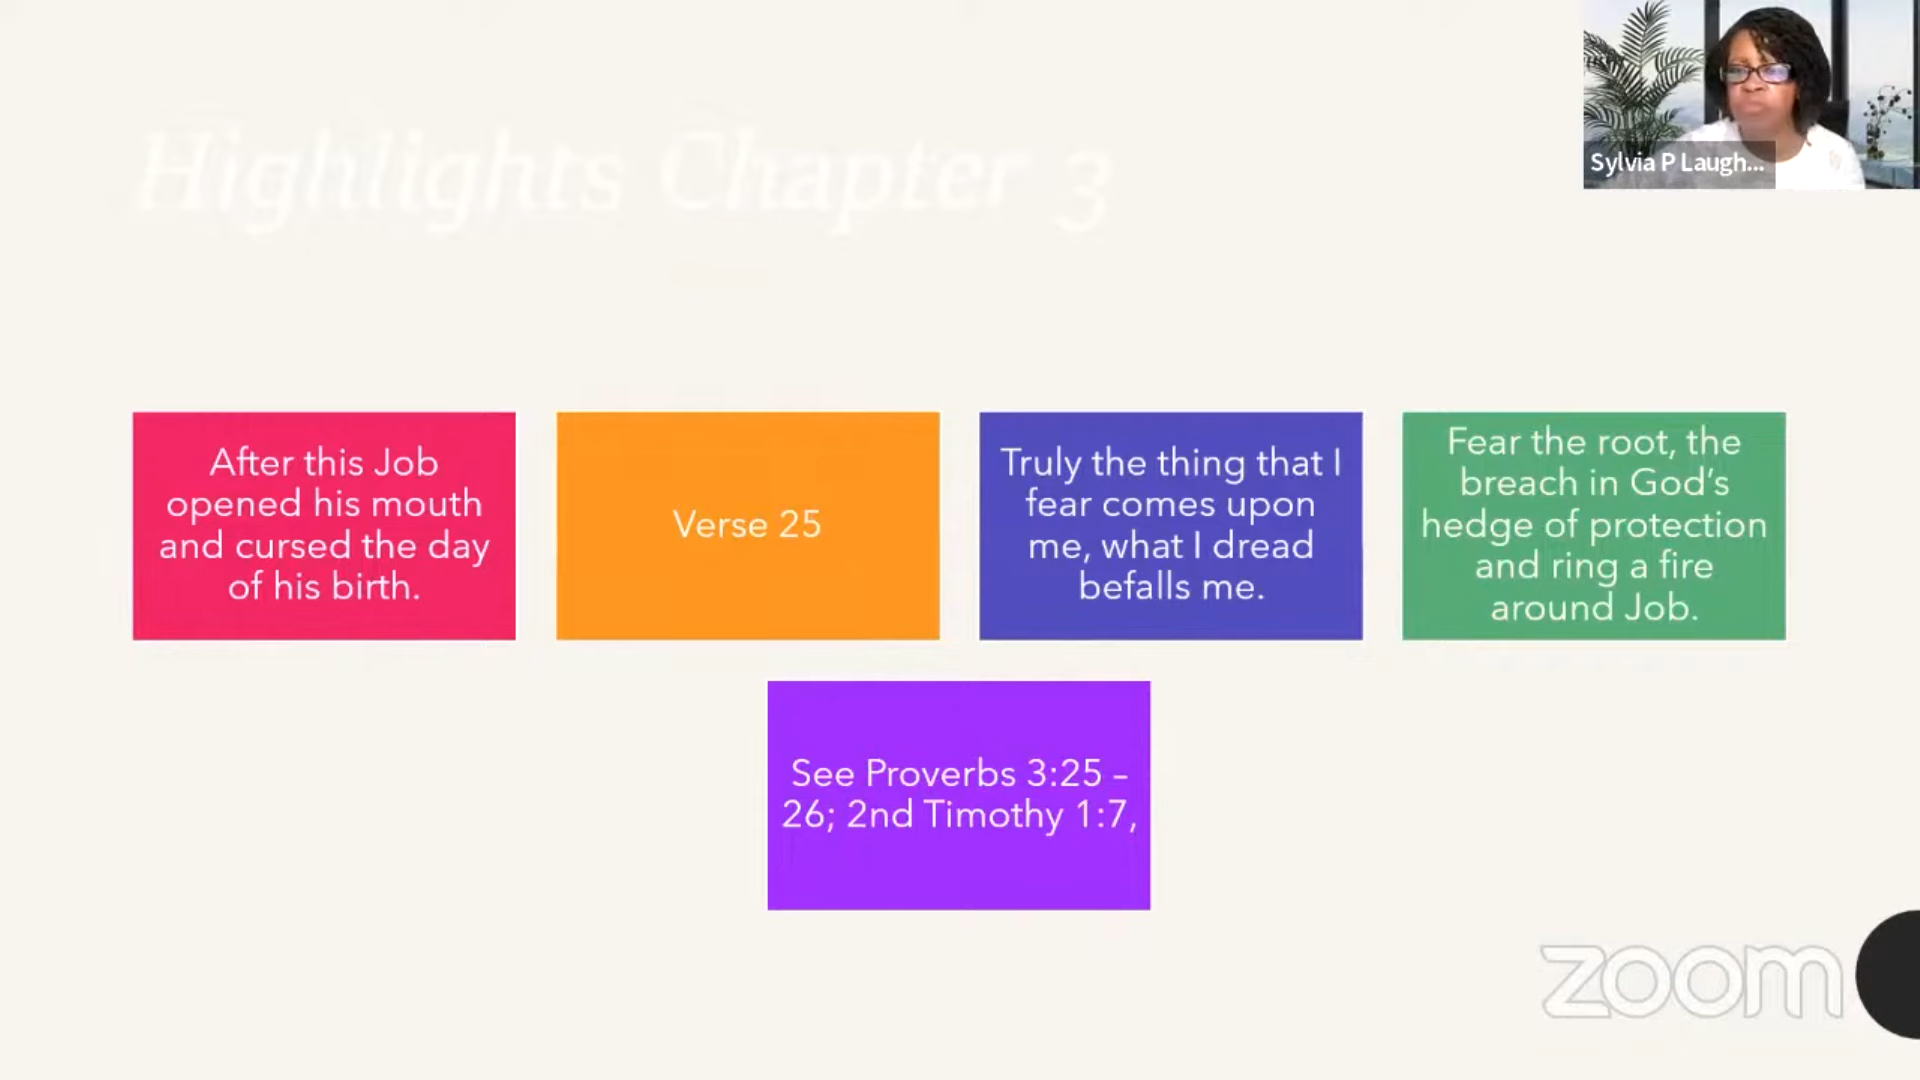 Highlights Chapter 3
Sylvia P Laugh...
After this Job
opened his mouth
and cursed the day
of his birth.
Verse 25
Truly the thing that I
fear comes upon
me, what I dread
befalls me.
Fear the root, the
breach in God's
hedge of protection
and ring a fire
around Job.
See Proverbs 3:25 –
26; 2nd Timothy 1:7,
zoom